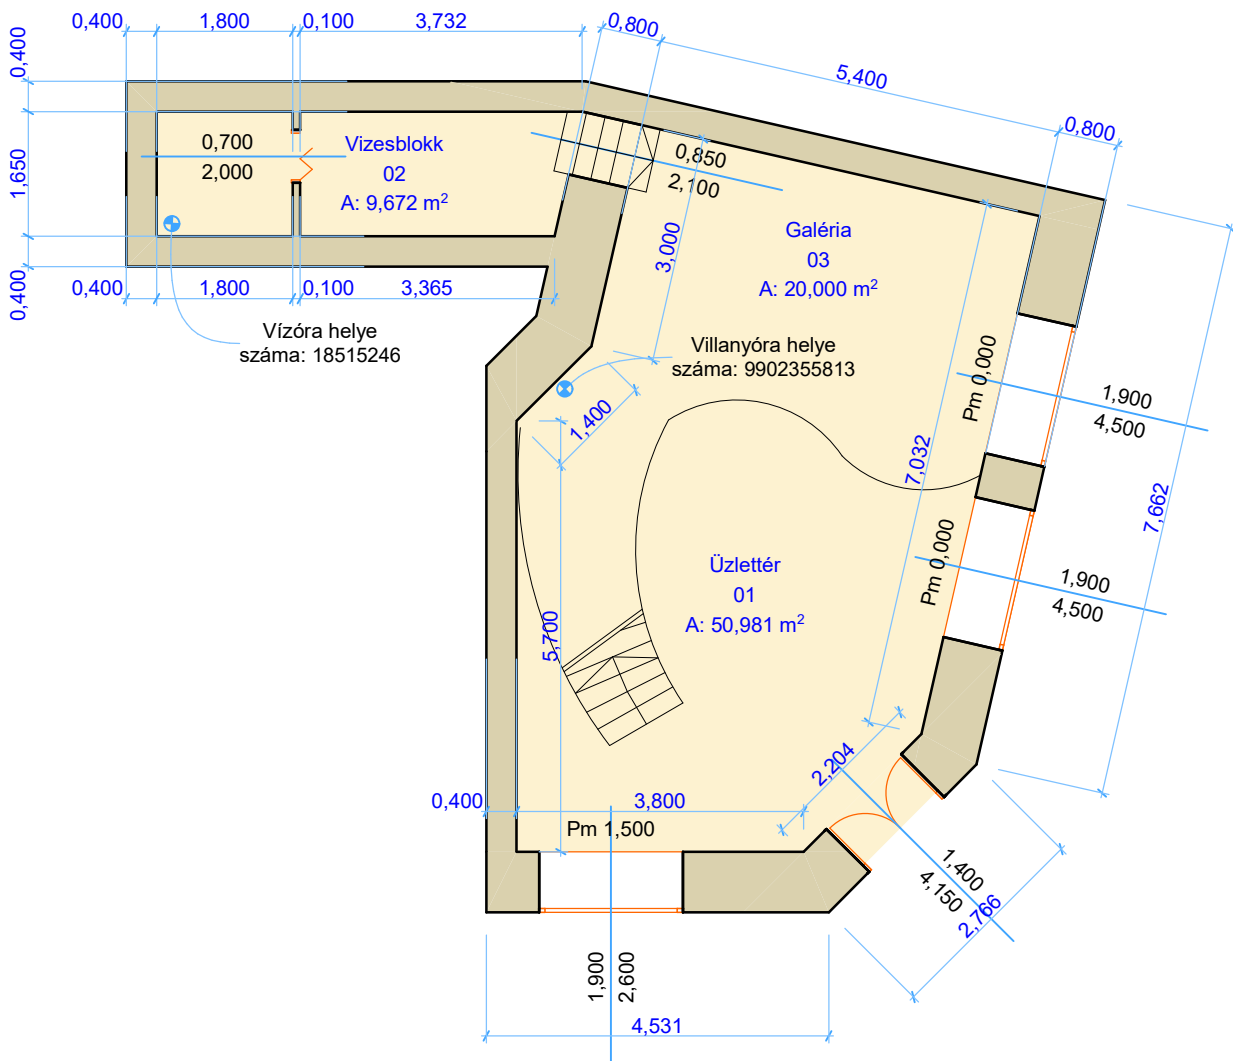 0,400 1,800 0,100 3,732 0,800
5,400
0,800
0,400
1,650
0,400
0,700
2,000
Vizesblokk
02
A: 9,672 m²
0,850
2,100
3,000
Galéria
03
A: 20,000 m²
0,400 1,800 0,100 3,365
Vízóra helye
száma: 18515246
Villanyóra helye
száma: 9902355813
Pm 0,000
1,900
4,500
1,400
7,032
7,662
Pm 0,000
1,900
4,500
Üzlettér
01
A: 50,981 m²
5,700
2,204
0,400
3,800
Pm 1,500
1,400
4,150
2,766
1,900
2,600
4,531